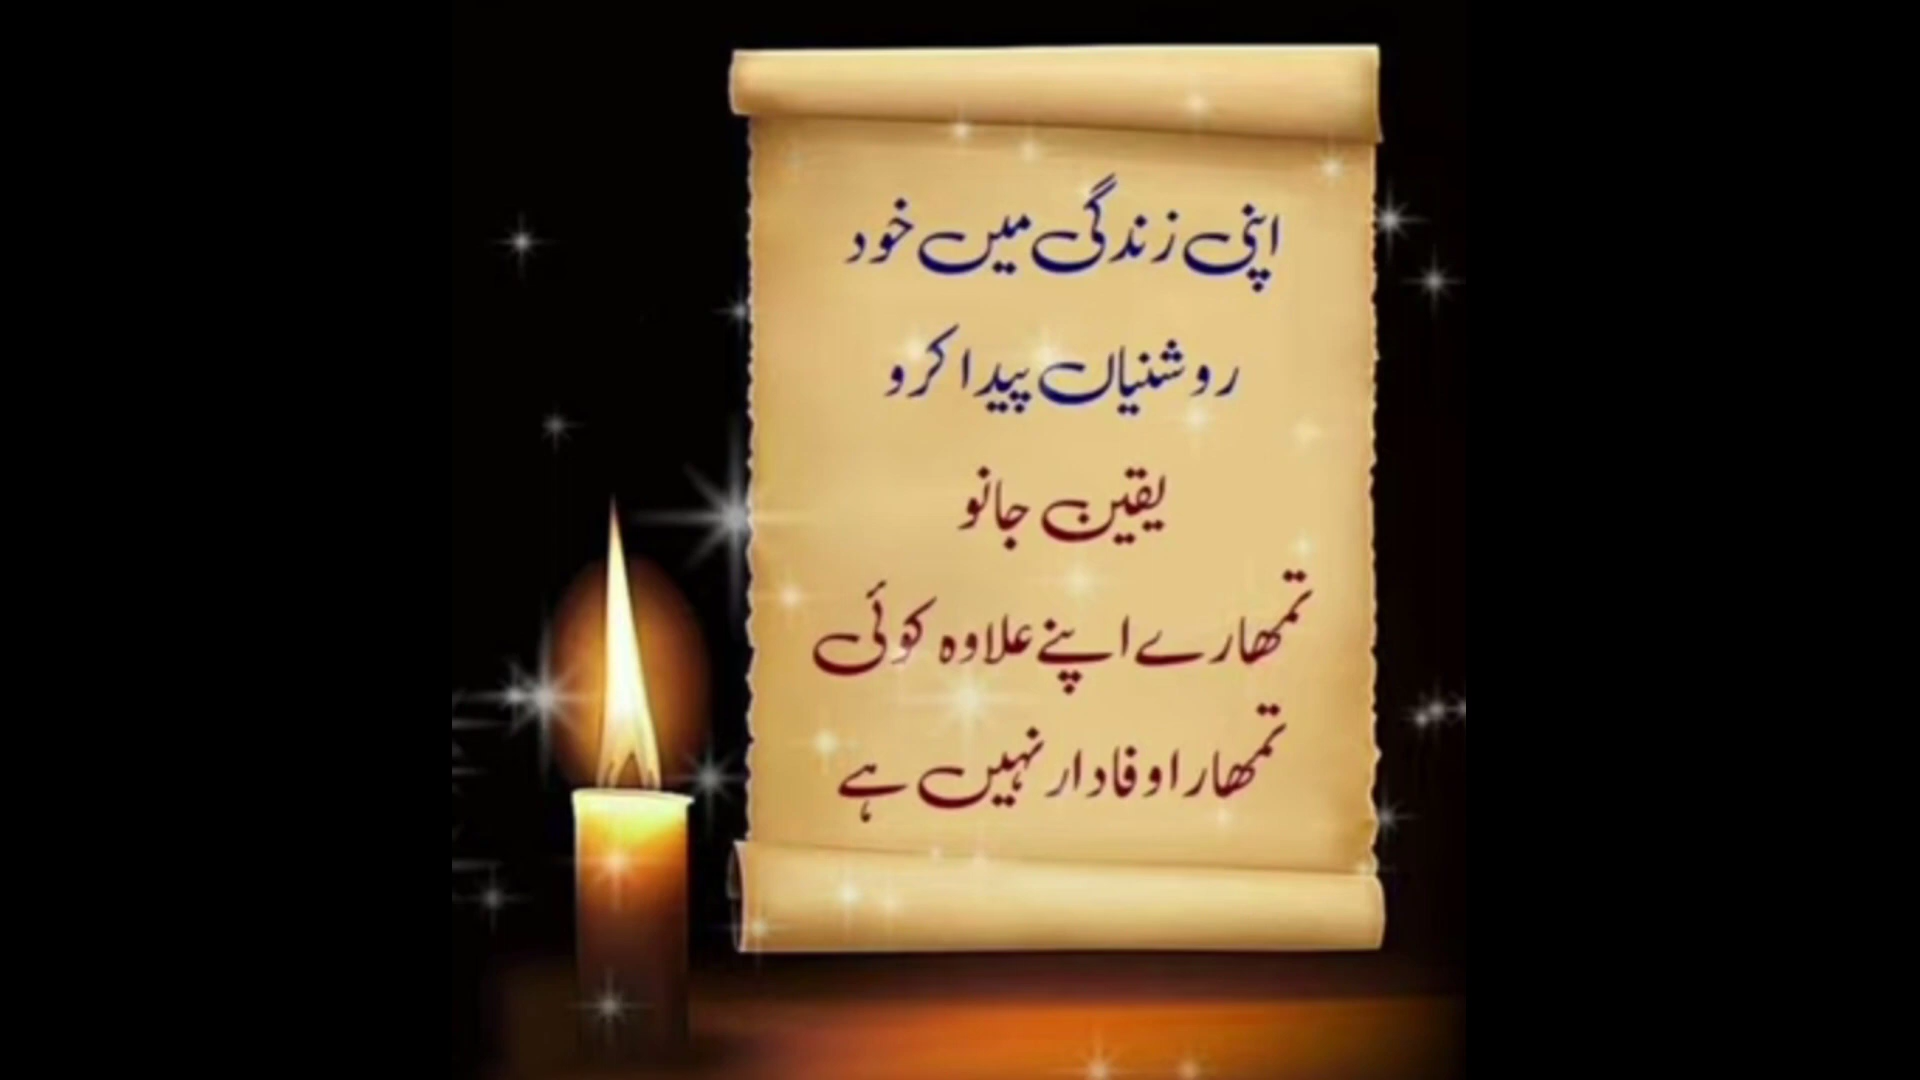 اپنی زندگی میں خود
روشنیاں پیدا کرو
یقین جانو
تمھارے اپنے علاوہ کوئی
تمھارا وفادار نہیں ہے